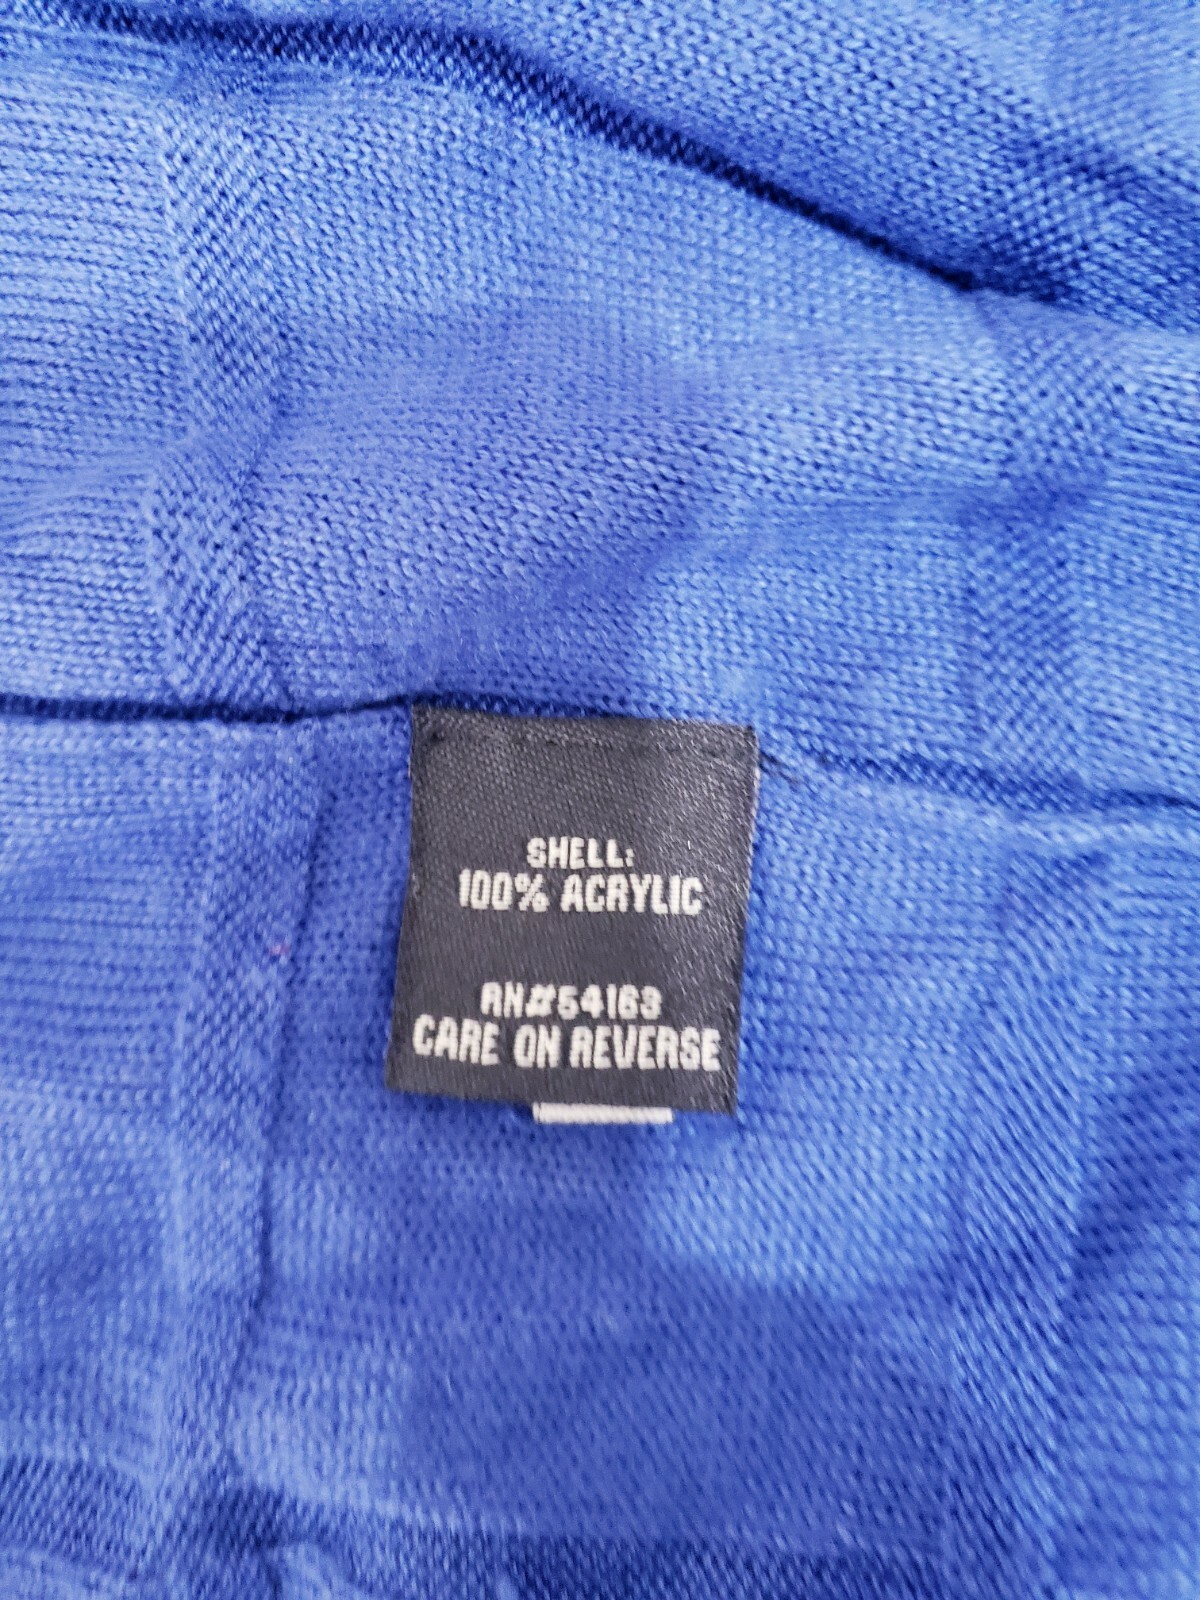 SHELL:
100% ACRYLIC
RN#54163
CARE ON REVERSE